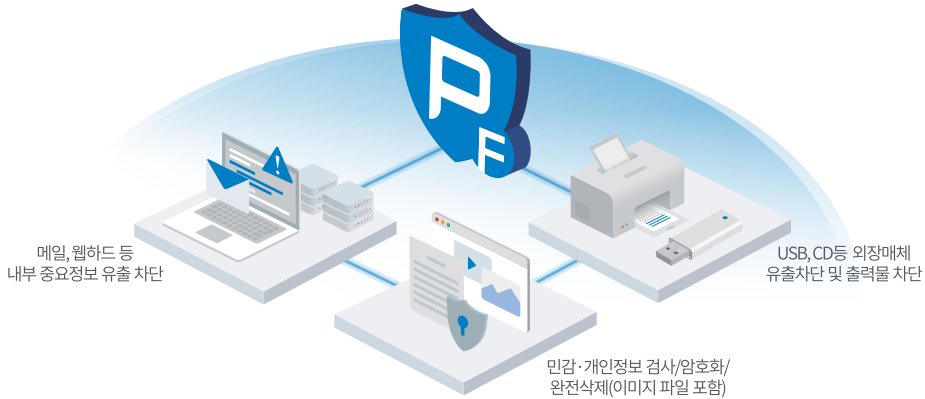 P
F
메일, 웹하드 등
내부 중요정보 유출 차단
USB, CD등 외장매체
유출차단 및 출력물 차단
민감·개인정보 검사/암호화/
완전삭제(이미지 파일 포함)